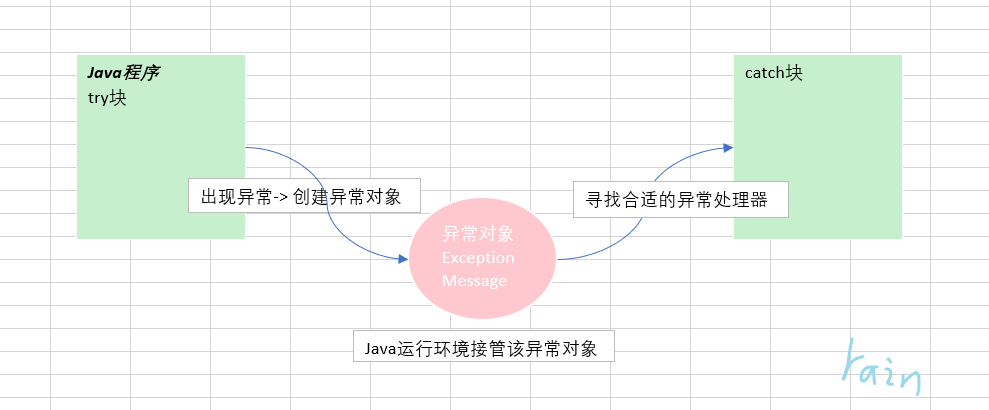 Java程序
try块
出现异常-> 创建异常对象
异常对象
Exception
Message
Java运行环境接管该异常对象
寻找合适的异常处理器
catch块
rain